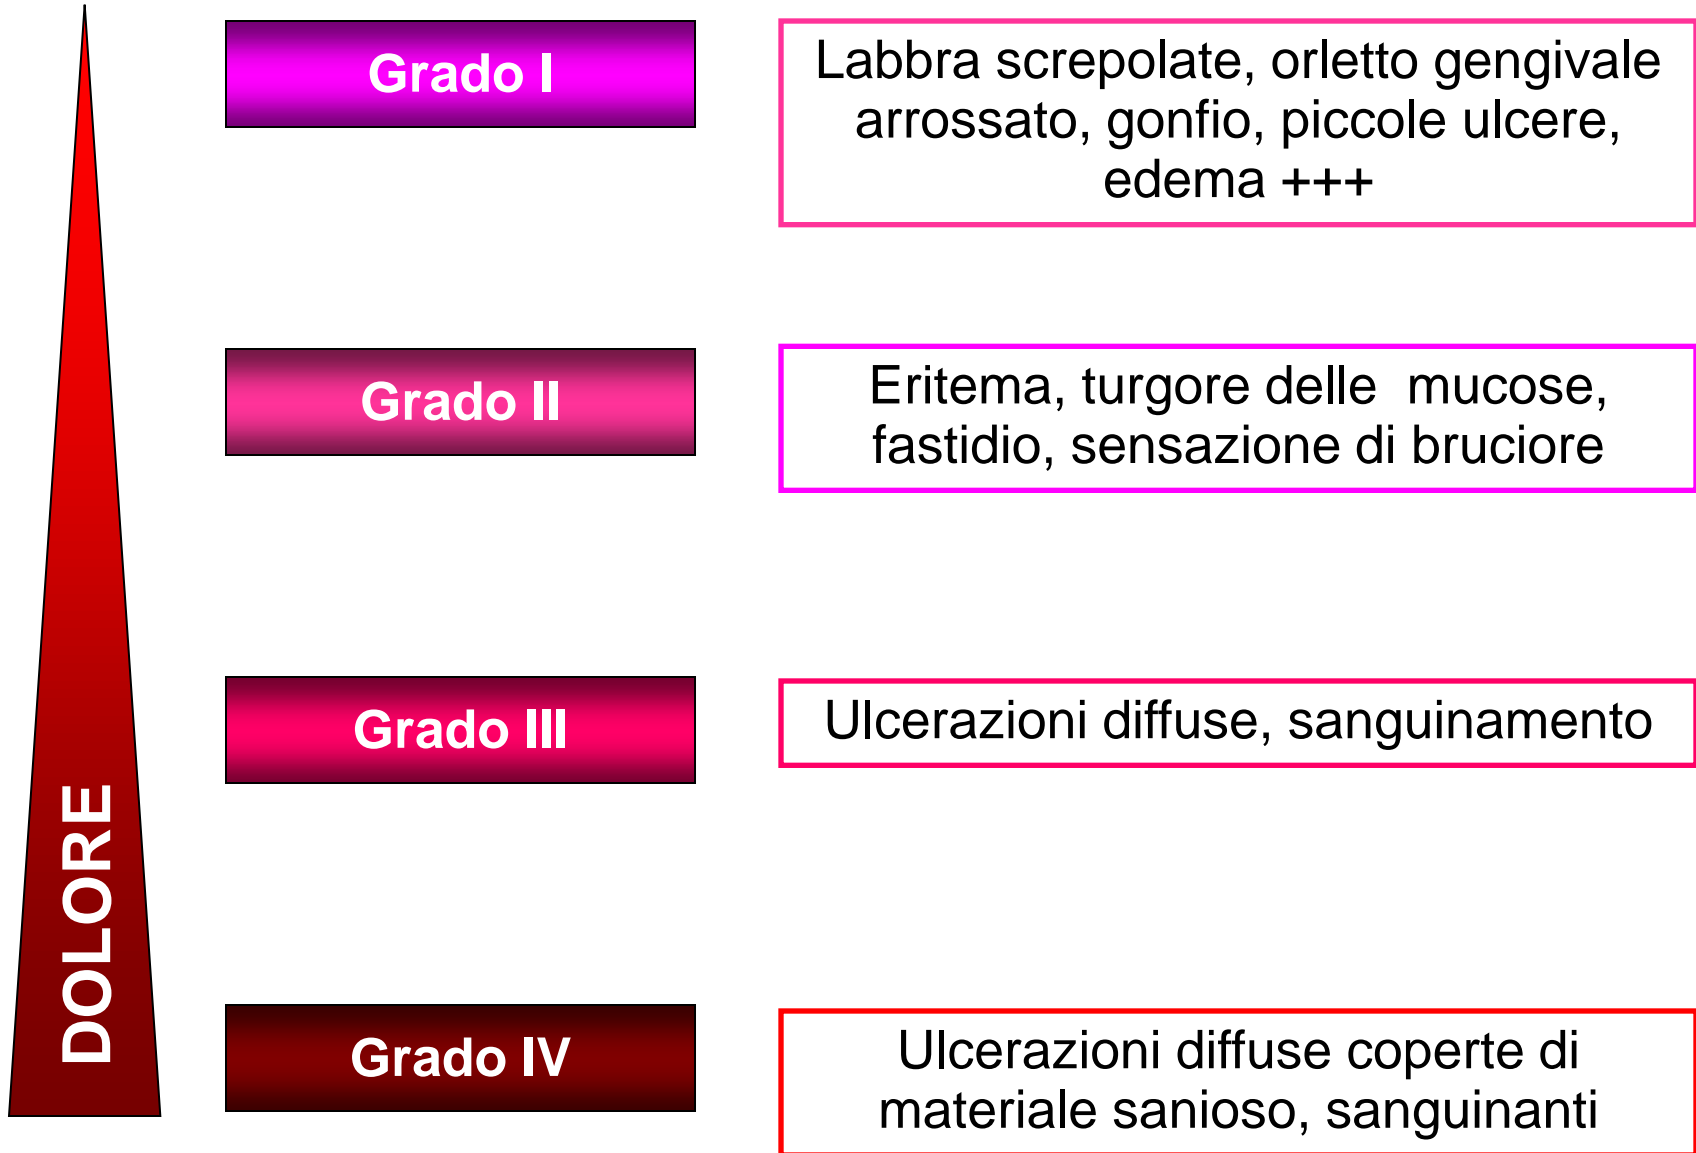 Grado I
Labbra screpolate, orletto gengivale
arrossato, gonfio, piccole ulcere,
edema +++
Grado II
Eritema, turgore delle mucose,
fastidio, sensazione di bruciore
Grado III
Ulcerazioni diffuse, sanguinamento
DOLORE
Grado IV
Ulcerazioni diffuse coperte di
materiale sanioso, sanguinanti